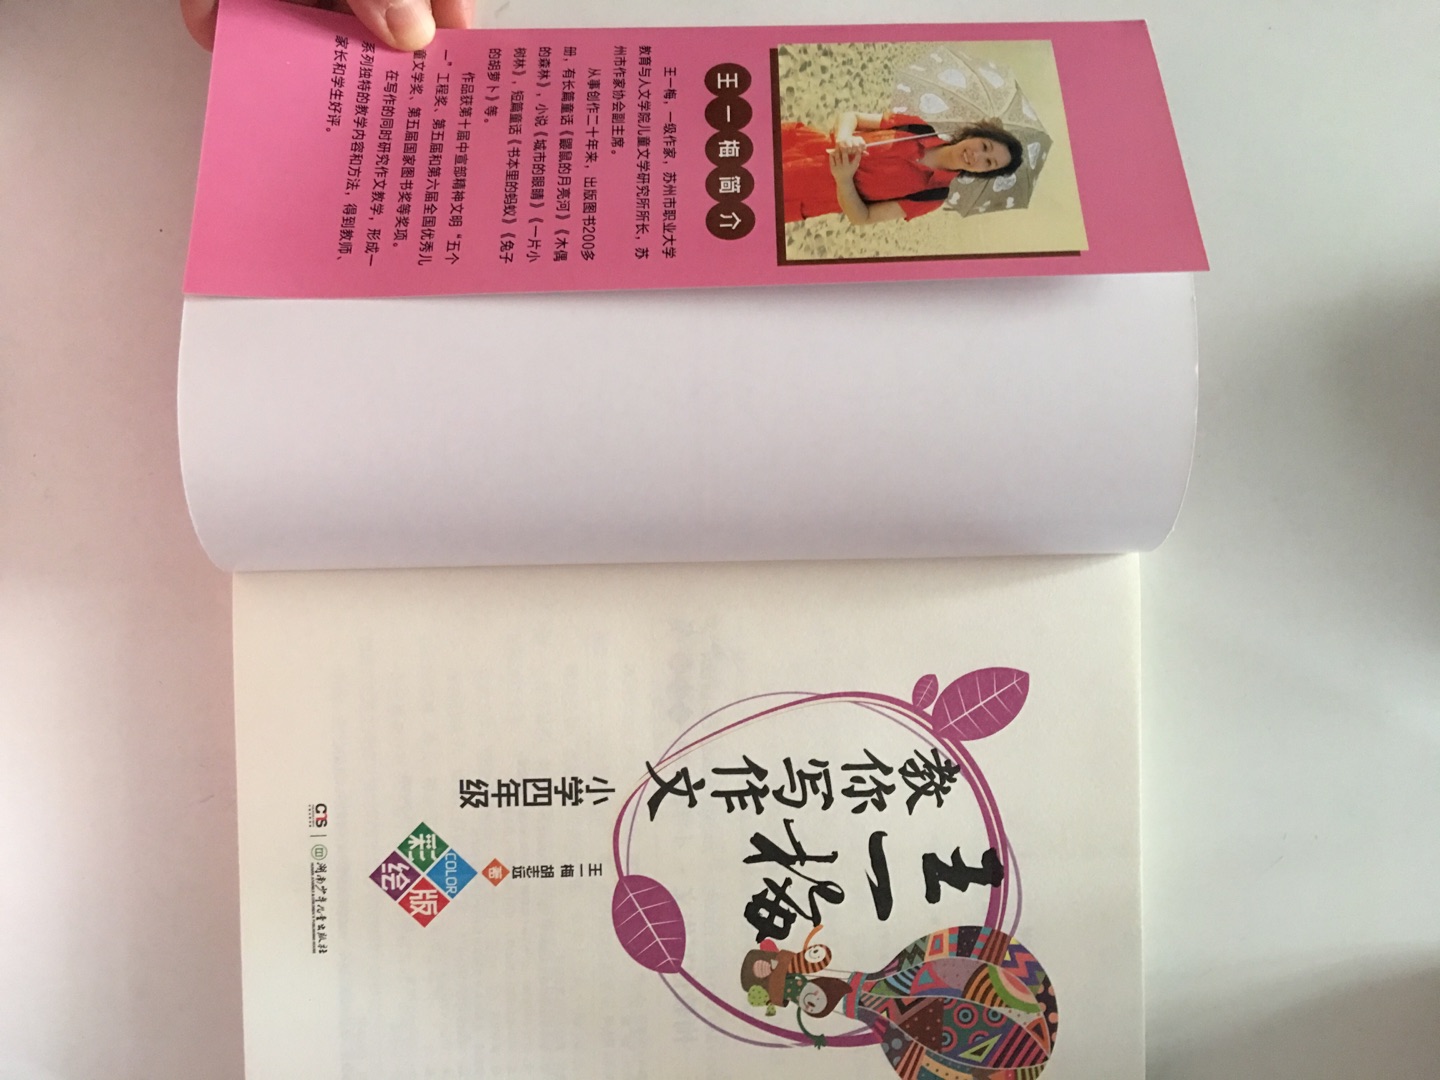 王一梅简介
王一梅，一级作家，苏州市职业大学
教育与人文学院儿童文学研究所所长，苏
州市作家协会副主席。
从事创作二十年来，出版图书200多
册，有长篇童话《鼹鼠的月亮河》《木偶
的森林》，小说《城市的眼睛》《一片小
树林》，短篇童话《书本里的蚂蚁》《兔子
的胡萝卜》等。
作品获第十届中宣部精神文明“五个
一”工程奖、第五届和第六届全国优秀儿
童文学奖、第五届国家图书奖等奖项。
在写作的同时研究作文教学，形成一
系列独特的教学内容和方法，得到教师、
家长和学生好评。
王一梅
教你写作文
小学四年级
王一梅 胡志远 著
COLOR
彩绘版
湖南少年儿童出版社